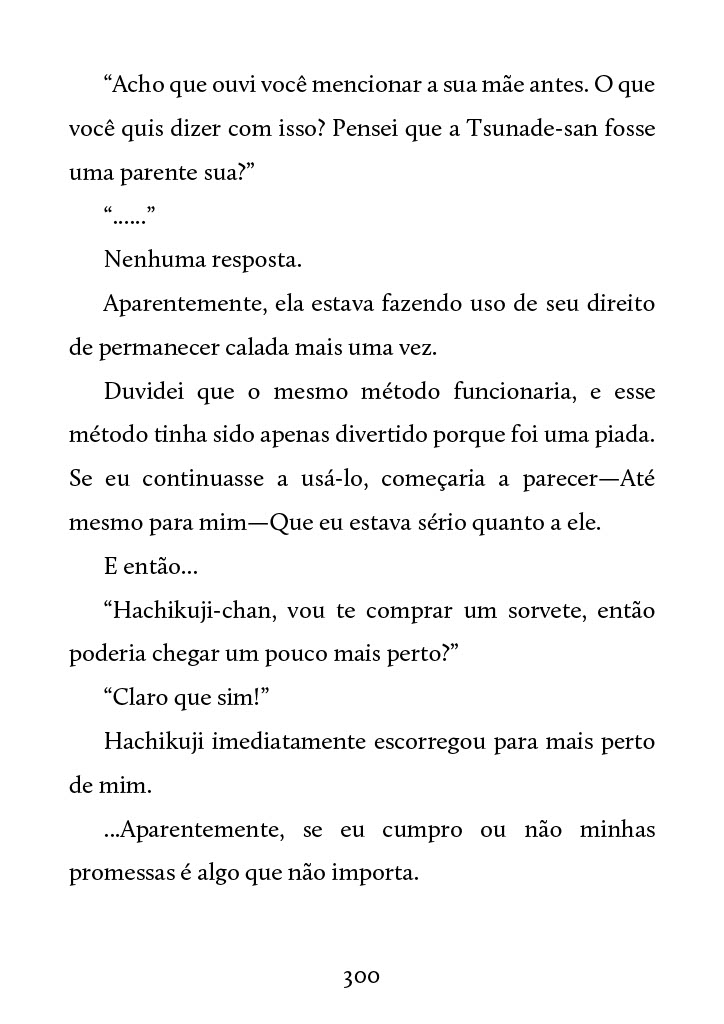 “Acho que ouvi você mencionar a sua mãe antes. O que
você quis dizer com isso? Pensei que a Tsunade-san fosse
uma parente sua?”
“......”
Nenhuma resposta.
Aparentemente, ela estava fazendo uso de seu direito
de permanecer calada mais uma vez.
Duvidei que o mesmo método funcionaria, e esse
método tinha sido apenas divertido porque foi uma piada.
Se eu continuasse a usá-lo, começaria a parecer—Até
mesmo para mim—Que eu estava sério quanto a ele.
E então...
“Hachikuji-chan, vou te comprar um sorvete, então
poderia chegar um pouco mais perto?”
“Claro que sim!”
Hachikuji imediatamente escorregou para mais perto
de mim.
...Aparentemente, se eu cumpro ou não minhas
promessas é algo que não importa.
300